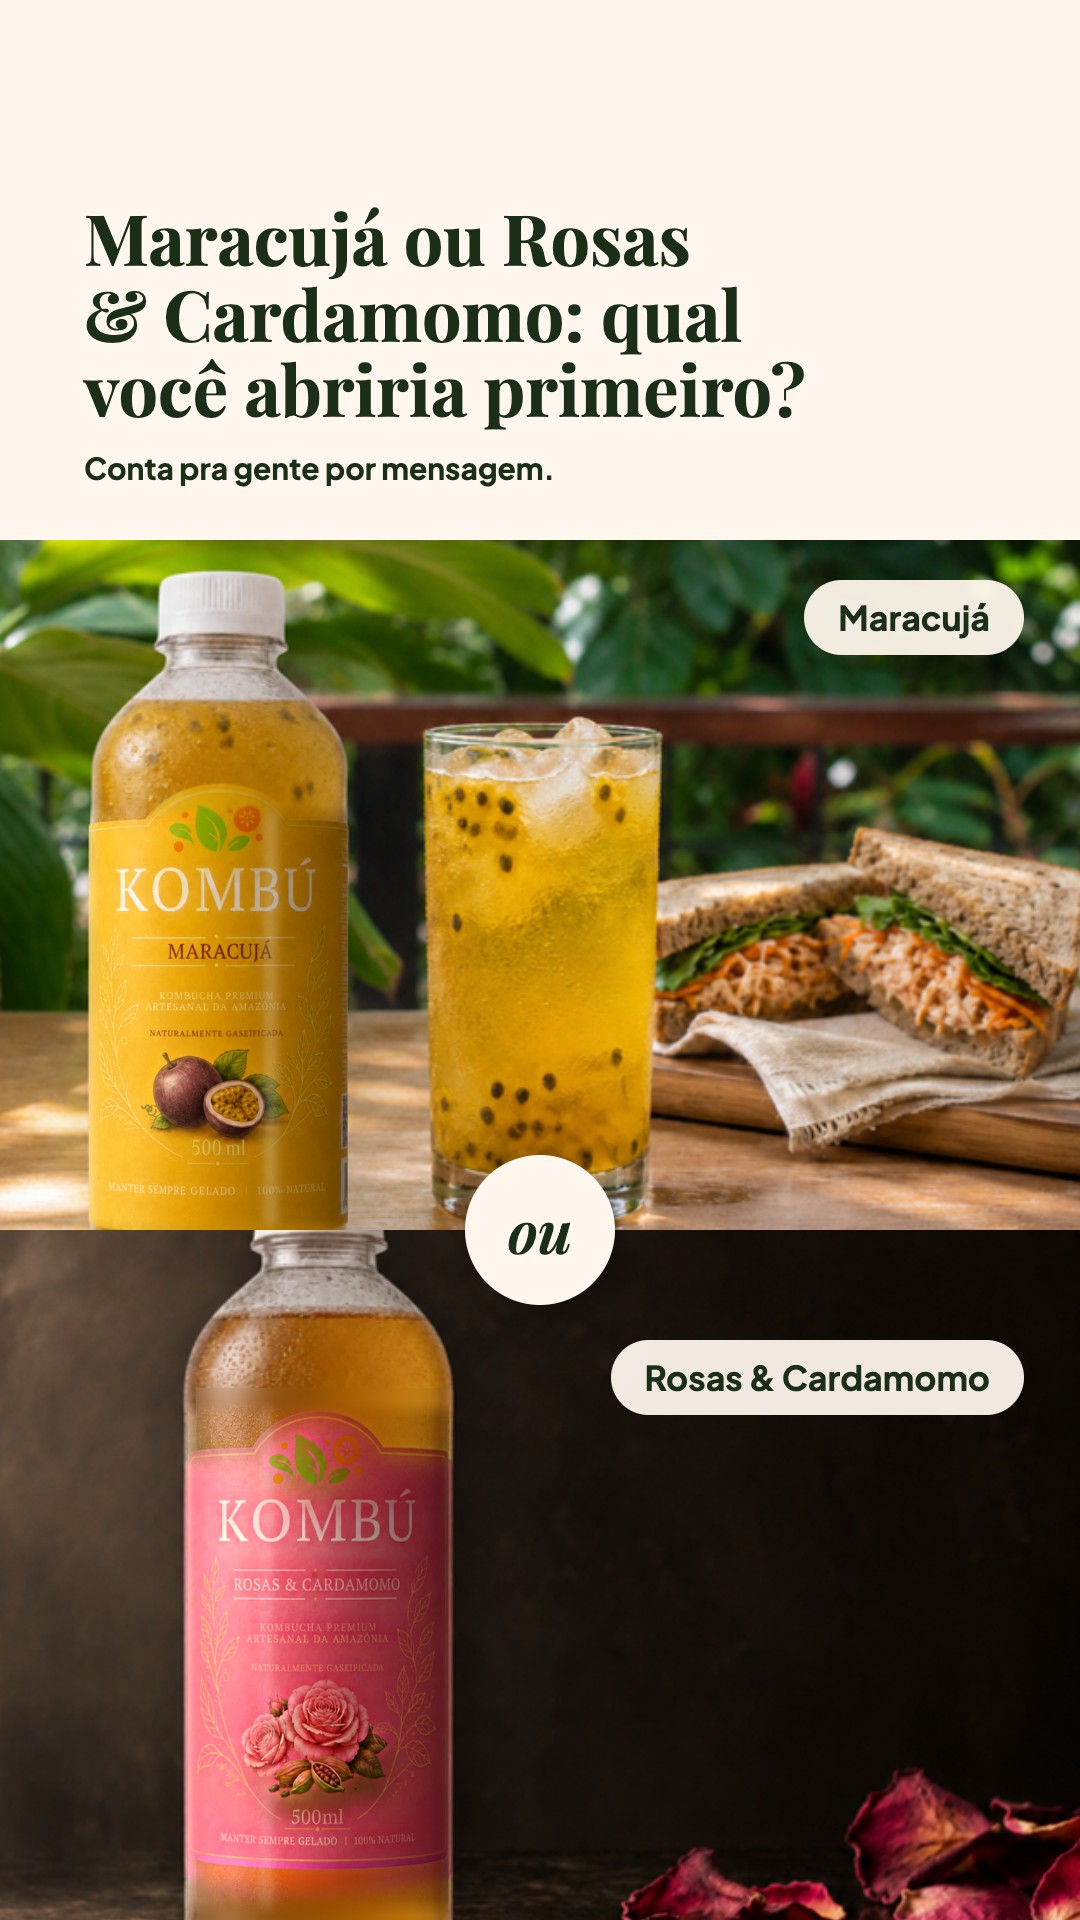 Maracujá ou Rosas
& Cardamomo: qual
você abriria primeiro?
Conta pra gente por mensagem.
Maracujá
KOMBÚ
MARACUJÁ
KOMBUCHA PREMIUM
ARTESANAL DA AMAZÔNIA
NATURALMENTE GASEIFICADA
500 ml
MANTER SEMPRE GELADO | 100% NATURAL
ou
Rosas & Cardamomo
KOMBÚ
ROSAS & CARDAMOMO
KOMBUCHA PREMIUM
ARTESANAL DA AMAZÔNIA
NATURALMENTE GASEIFICADA
500ml
MANTER SEMPRE GELADO | 100% NATURAL